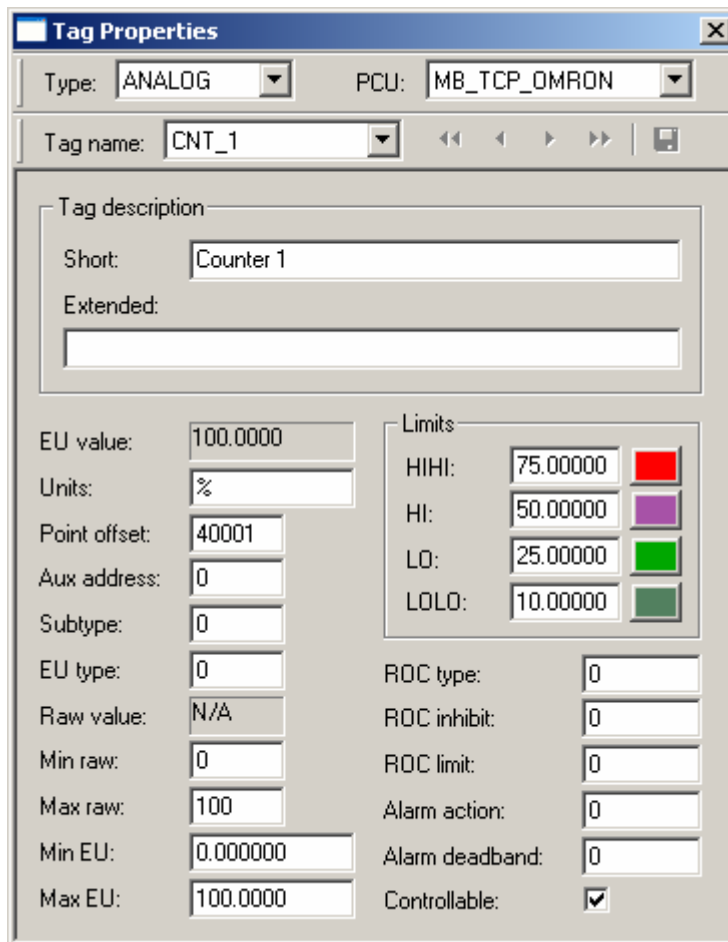 Tag Properties
Type: ANALOG PCU: MB_TCP_OMRON
Tag name: CNT_1
Tag description
Short: Counter 1
Extended:
EU value: 100.0000
Units: %
Point offset: 40001
Aux address: 0
Subtype: 0
EU type: 0
Raw value: N/A
Min raw: 0
Max raw: 100
Min EU: 0.000000
Max EU: 100.0000
Limits
HIHI: 75.00000
HI: 50.00000
LO: 25.00000
LOLO: 10.00000
ROC type: 0
ROC inhibit: 0
ROC limit: 0
Alarm action: 0
Alarm deadband: 0
Controllable: